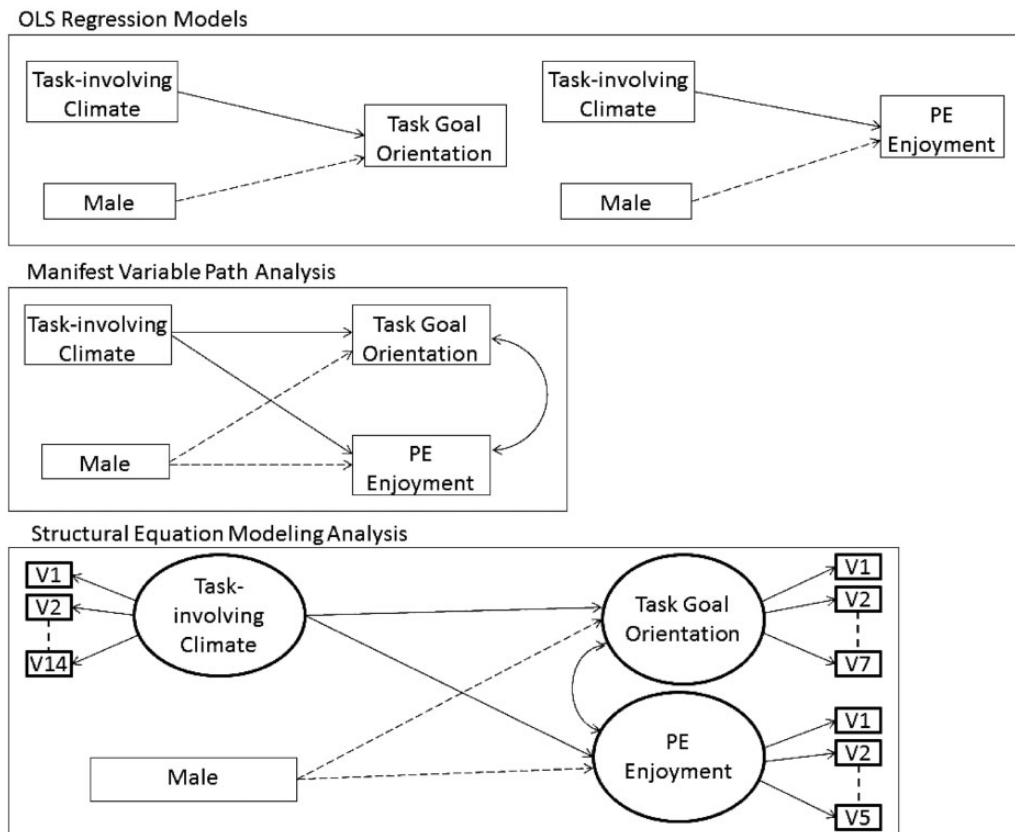 OLS Regression Models
Task-involving
Climate
Male
Task Goal
Orientation
Task-involving
Climate
Male
PE
Enjoyment
Manifest Variable Path Analysis
Task-involving
Climate
Male
Task Goal
Orientation
PE
Enjoyment
Structural Equation Modeling Analysis
V1
V2
V14
Task-
involving
Climate
Male
Task Goal
Orientation
V1
V2
V7
PE
Enjoyment
V1
V2
V5